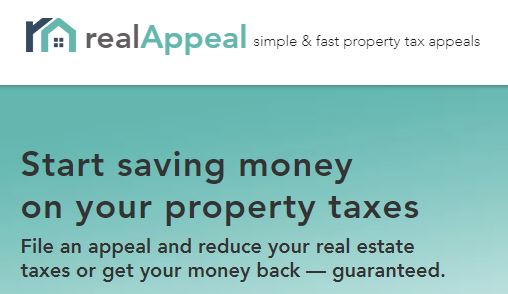 realAppeal simple & fast property tax appeals
Start saving money
on your property taxes
File an appeal and reduce your real estate
taxes or get your money back — guaranteed.